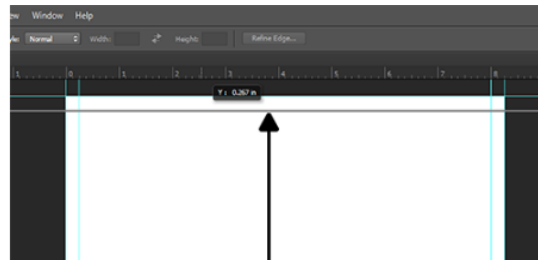 ew Window Help
yle: Normal Width: Height: Refine Edge...
1 0 1 2 3 4 5 6 7 8
Y : 0.267 in